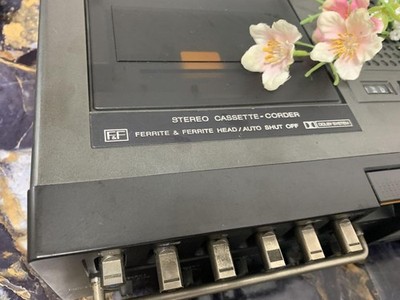 STEREO CASSETTE-CORDER
F&F FERRITE & FERRITE HEAD/AUTO SHUT OFF DOLBY SYSTEM